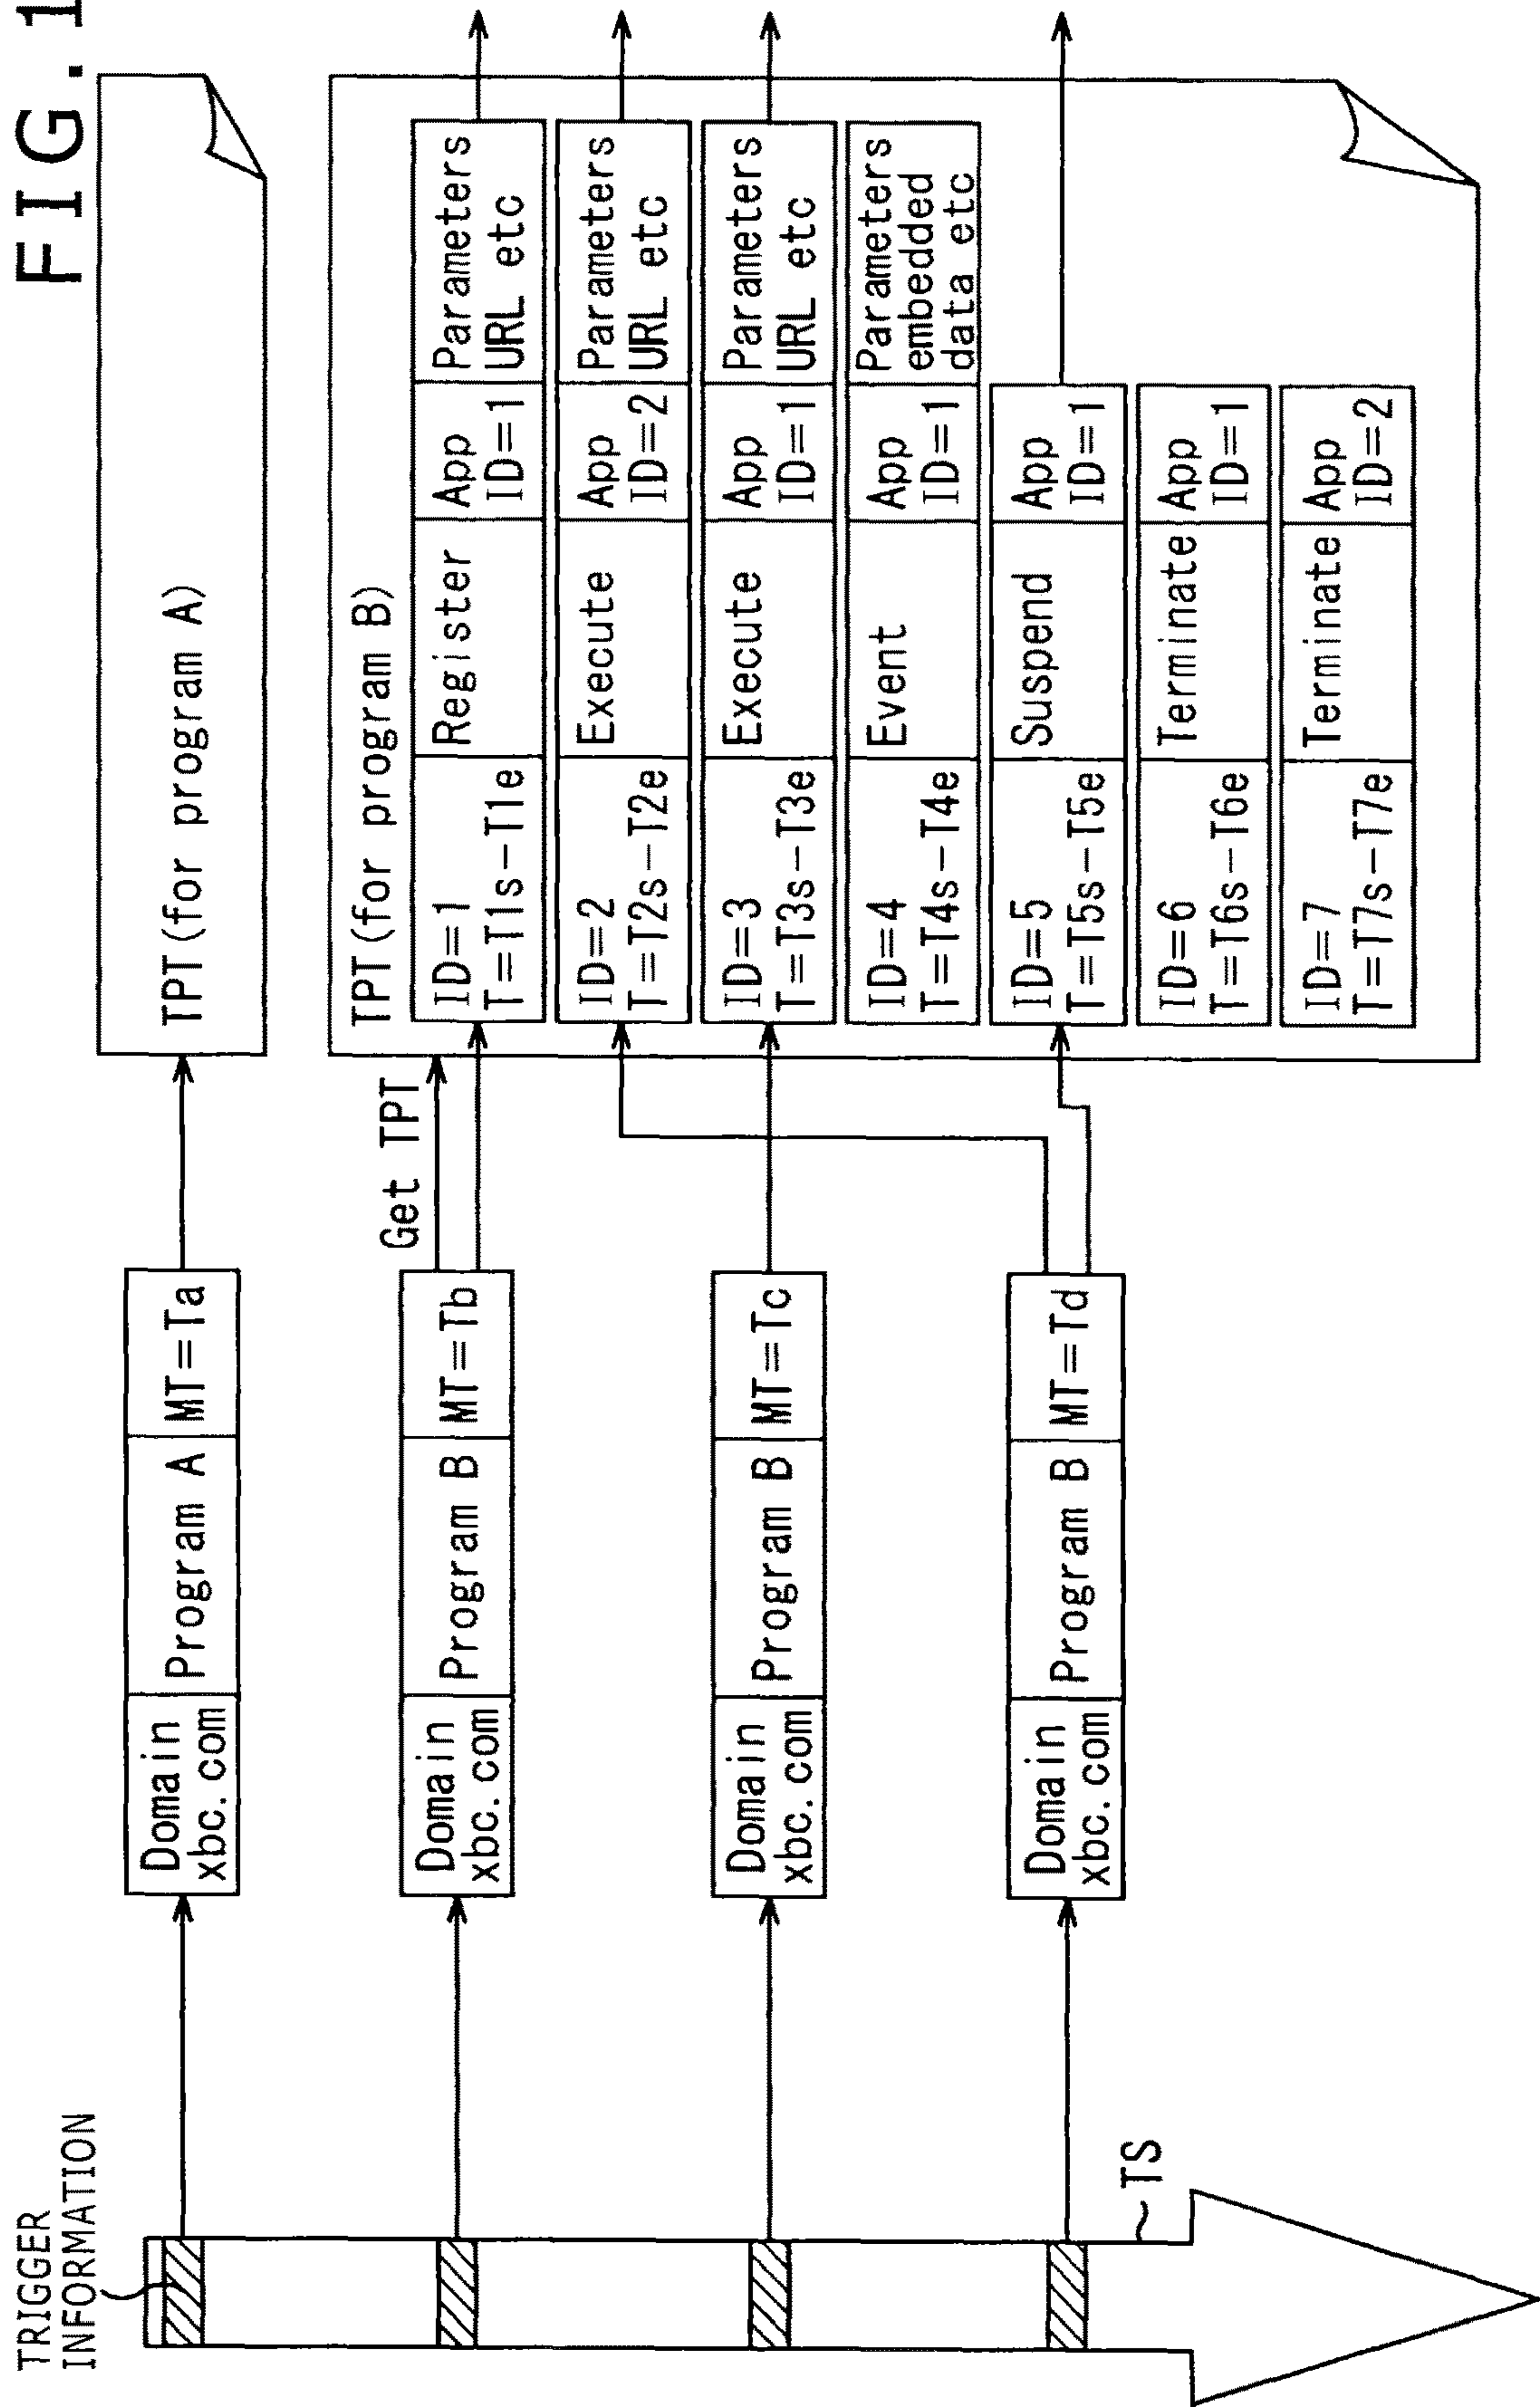 FIG. 1
TRIGGER
INFORMATION
TS
Domain
xbc.com
Program A
MT=Ta
TPT(for program A)
Domain
xbc.com
Program B
MT=Tb
Get TPT
Domain
xbc.com
Program B
MT=Tc
Domain
xbc.com
Program B
MT=Td
TPT(for program B)
ID=1
T=T1s-T1e
Register
App
ID=1
Parameters
URL etc
ID=2
T=T2s-T2e
Execute
App
ID=2
Parameters
URL etc
ID=3
T=T3s-T3e
Execute
App
ID=1
Parameters
URL etc
ID=4
T=T4s-T4e
Event
App
ID=1
Parameters
embedded
data etc
ID=5
T=T5s-T5e
Suspend
App
ID=1
ID=6
T=T6s-T6e
Terminate
App
ID=1
ID=7
T=T7s-T7e
Terminate
App
ID=2